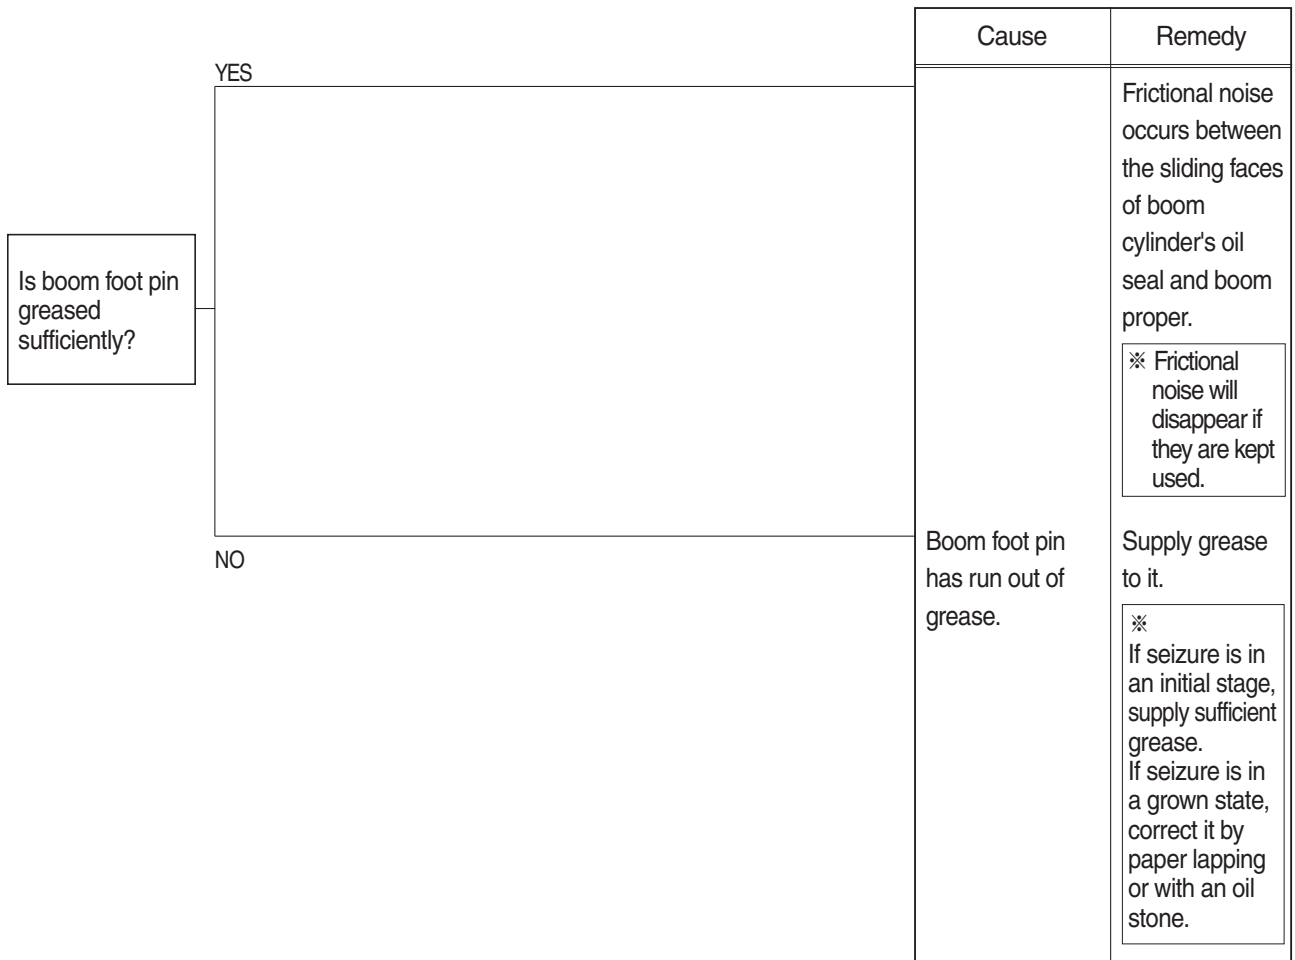 Cause Remedy
YES
Is boom foot pin
greased
sufficiently?
Frictional noise
occurs between
the sliding faces
of boom
cylinder's oil
seal and boom
proper.
※ Frictional
noise will
disappear if
they are kept
used.
NO
Boom foot pin
has run out of
grease.
Supply grease
to it.
※
If seizure is in
an initial stage,
supply sufficient
grease.
If seizure is in
a grown state,
correct it by
paper lapping
or with an oil
stone.